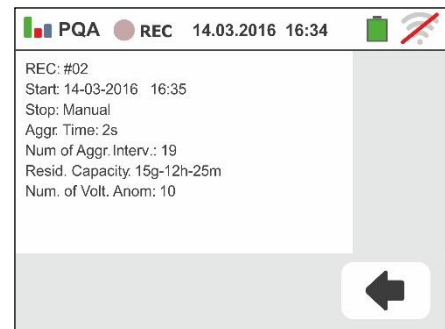 PQA REC 14.03.2016 16:34
REC: #02
Start: 14-03-2016 16:35
Stop: Manual
Aggr. Time: 2s
Num of Aggr. Interv.: 19
Resid. Capacity: 15g-12h-25m
Num. of Volt. Anom: 10